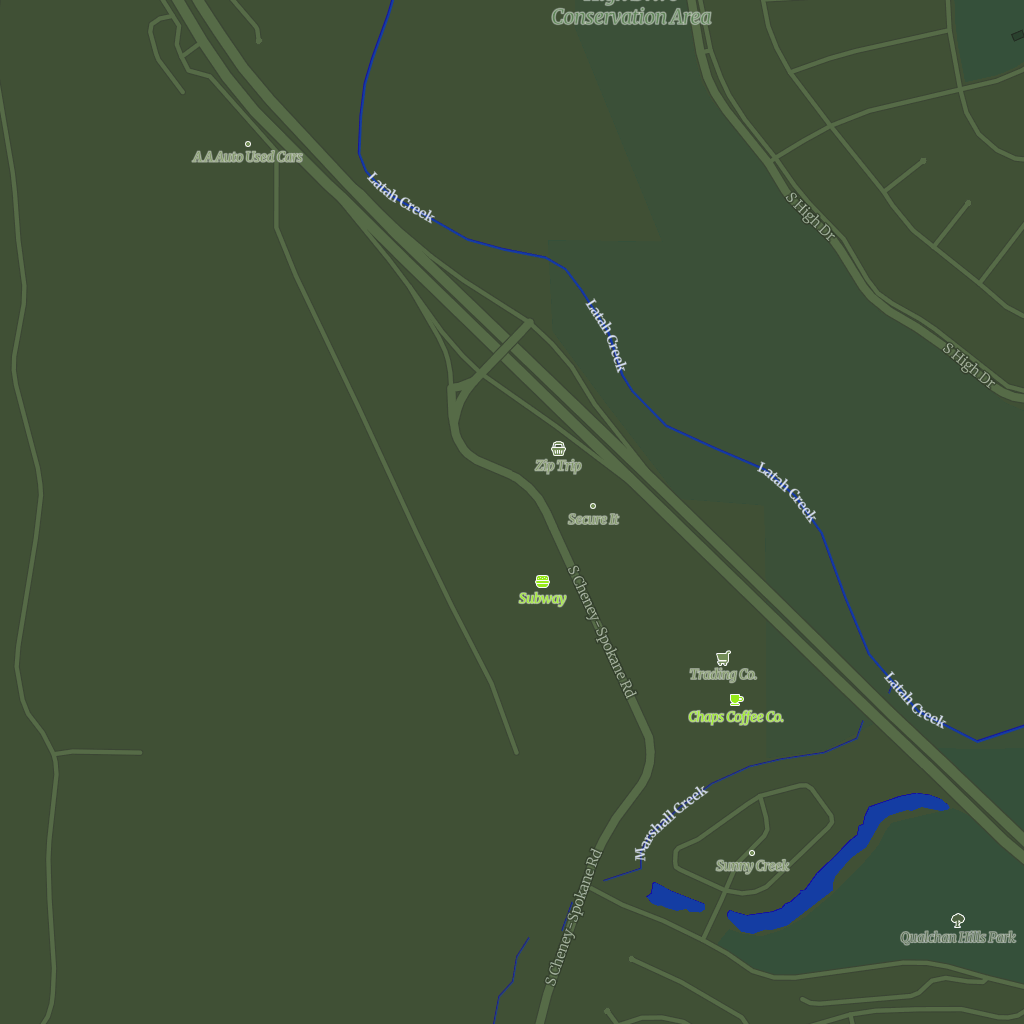 Conservation Area
A A Auto Used Cars
Latah Creek
S High Dr
Latah Creek
S High Dr
Zip Trip
Latah Creek
Secure It
Subway
S Cheney-Spokane Rd
Trading Co.
Chaps Coffee Co.
Latah Creek
Marshall Creek
Sunny Creek
S Cheney-Spokane Rd
Qualchan Hills Park